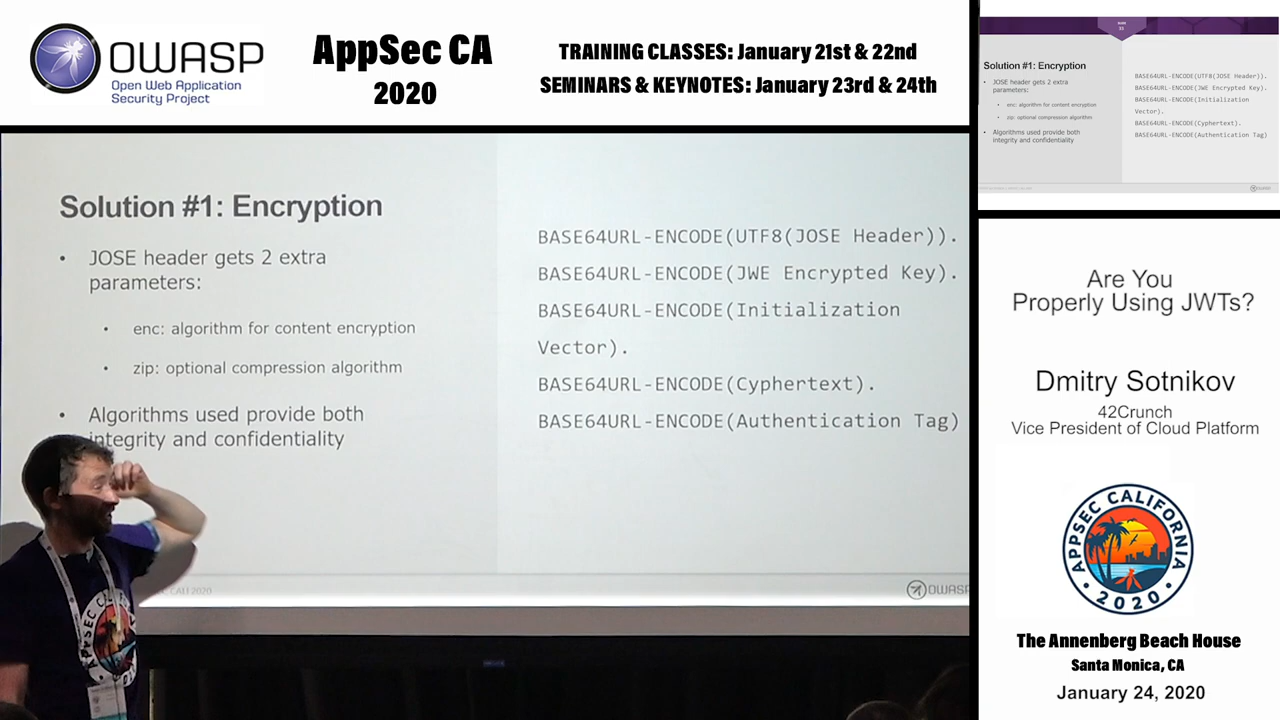 OWASP
Open Web Application
Security Project
AppSec CA
2020
TRAINING CLASSES: January 21st & 22nd
SEMINARS & KEYNOTES: January 23rd & 24th
Solution #1: Encryption
• JOSE header gets 2 extra
parameters:
• enc: algorithm for content encryption
• zip: optional compression algorithm
• Algorithms used provide both
integrity and confidentiality
BASE64URL-ENCODE(UTF8(JOSE Header)).
BASE64URL-ENCODE(JWE Encrypted Key).
BASE64URL-ENCODE(Initialization
Vector).
BASE64URL-ENCODE(Cyphertext).
BASE64URL-ENCODE(Authentication Tag)
CALI 2020
OWASP
APPSEC CALI
Solution #1: Encryption
• JOSE header gets 2 extra
parameters:
• enc: algorithm for content encryption
• zip: optional compression algorithm
• Algorithms used provide both
integrity and confidentiality
BASE64URL-ENCODE(UTF8(JOSE Header)).
BASE64URL-ENCODE(JWE Encrypted Key).
BASE64URL-ENCODE(Initialization
Vector).
BASE64URL-ENCODE(Cyphertext).
BASE64URL-ENCODE(Authentication Tag)
Are You
Properly Using JWTs?
Dmitry Sotnikov
42Crunch
Vice President of Cloud Platform
APPSEC CALIFORNIA
• 2020 •
The Annenberg Beach House
Santa Monica, CA
January 24, 2020